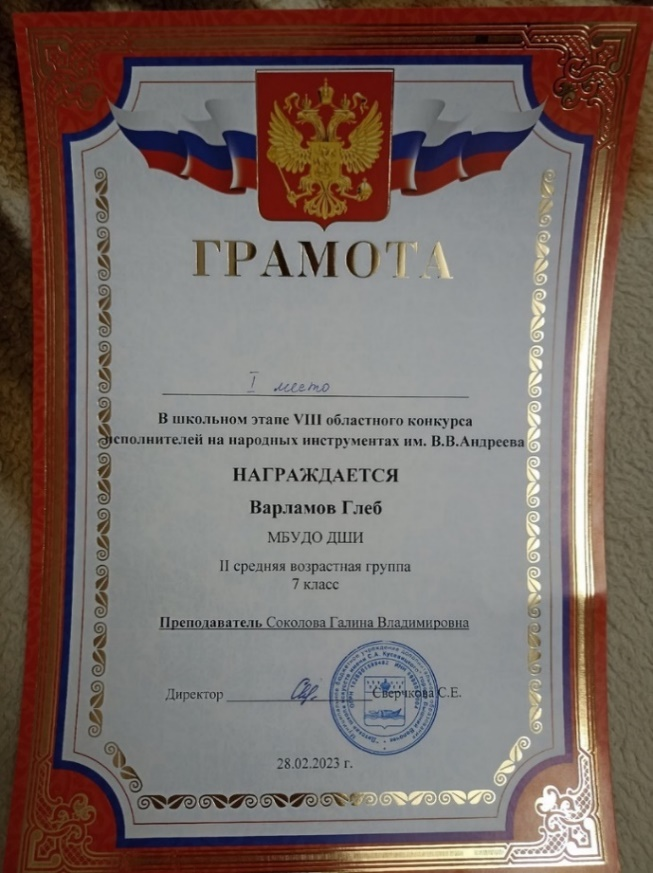 ГРАМОТА
I место
В школьном этапе VIII областного конкурса
исполнителей на народных инструментах им. В.В.Андреева
НАГРАЖДАЕТСЯ
Варламов Глеб
МБУДО ДШИ
II средняя возрастная группа
7 класс
Преподаватель Соколова Галина Владимировна
Директор Сверчкова С.Е.
28.02.2023 г.